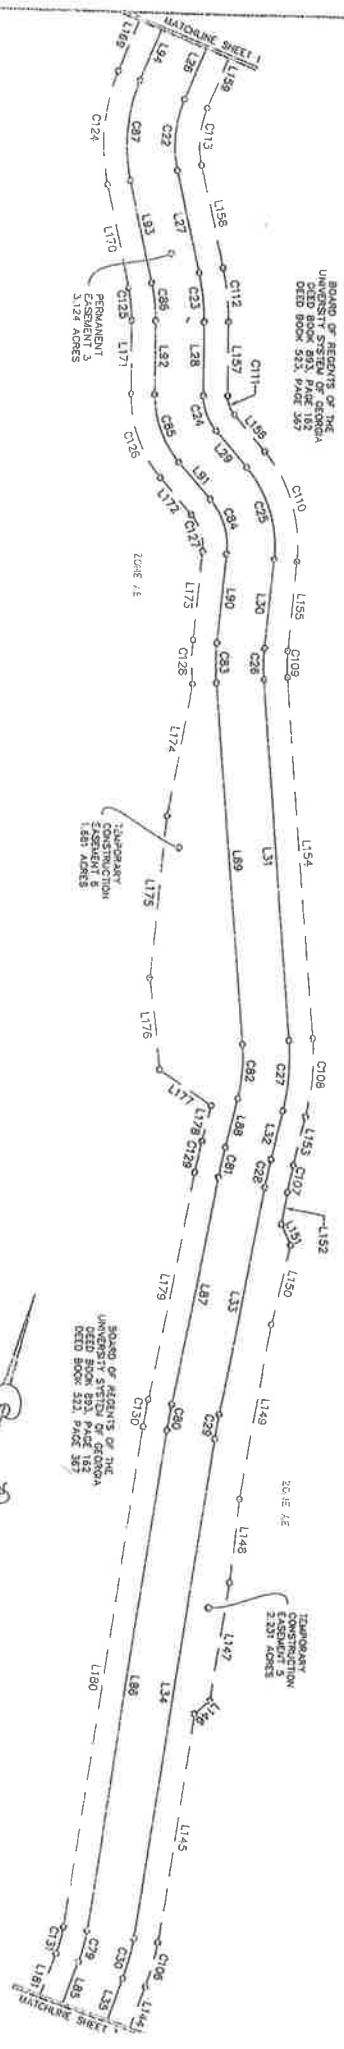 MATCHLINE SHEET 1
L169
L94
L26
L159
C124
C87
C22
C113
L170
L93
L27
L158
PERMANENT
EASEMENT 3
3.124 ACRES
C125
C86
C23
C112
L171
L92
L28
L157
BOARD OF REGENTS OF THE
UNIVERSITY SYSTEM OF GEORGIA
DEED BOOK 893, PAGE 162
DEED BOOK 523, PAGE 367
C111
C126
C85
C24
L156
L172
L91
L29
C110
C127
C84
C25
ZONE AE
L173
L90
L30
L155
C128
C83
C26
C109
L174
L89
L31
L154
TEMPORARY
CONSTRUCTION
EASEMENT 6
1.681 ACRES
L175
L176
L177
C82
C27
C108
L178
L88
L32
L153
C129
C81
C28
C107
L152
L151
L179
L87
L33
L150
BOARD OF REGENTS OF THE
UNIVERSITY SYSTEM OF GEORGIA
DEED BOOK 893, PAGE 162
DEED BOOK 523, PAGE 367
C130
C80
C29
L149
ZONE AE
L148
TEMPORARY
CONSTRUCTION
EASEMENT 5
2.231 ACRES
L147
L146
L180
L86
L34
L145
C131
C79
C30
C106
L181
L85
L35
L144
MATCHLINE SHEET